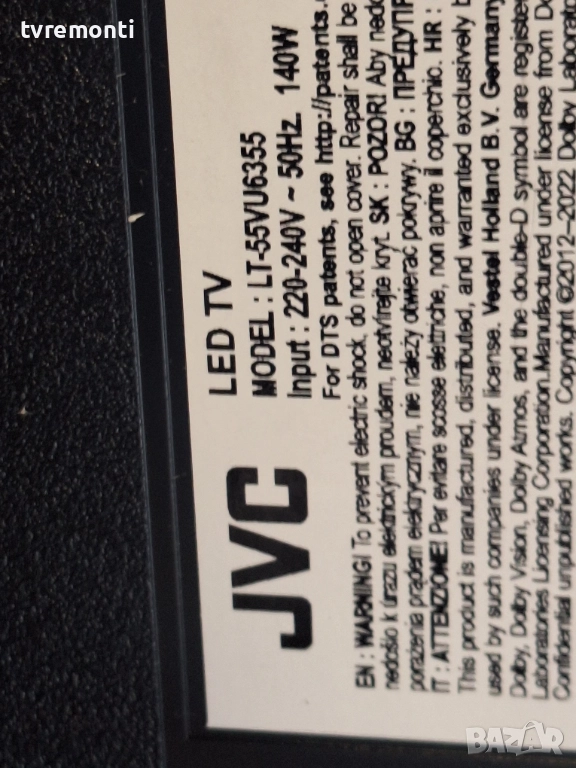 tvremonti
JVC
LED TV
MODEL : LT-55VU6355
Input : 220-240V ~ 50Hz. 140W
For DTS patents, see http://patents.
EN : WARNING! To prevent electric shock, do not open cover. Repair shall be
nedošlo k úrazu elektrickým proudem, neotvírejte kryt. SK : POZOR! Aby nedo
porażenia prądem elektrycznym, nie należy otwierać pokrywy. BG : ПРЕДУПР
IT : ATTENZIONE! Per evitare scosse elettriche, non aprire il coperchio. HR :
This product is manufactured, distributed, and warranted exclusively b
used by such companies under license. Vestel Holland B.V. Germany
Dolby, Dolby Vision, Dolby Atmos, and the double-D symbol are registe
Laboratories Licensing Corporation.Manufactured under license from Do
Confidential unpublished works. Copyright ©2012-2022 Dolby Laborato
BAZAR